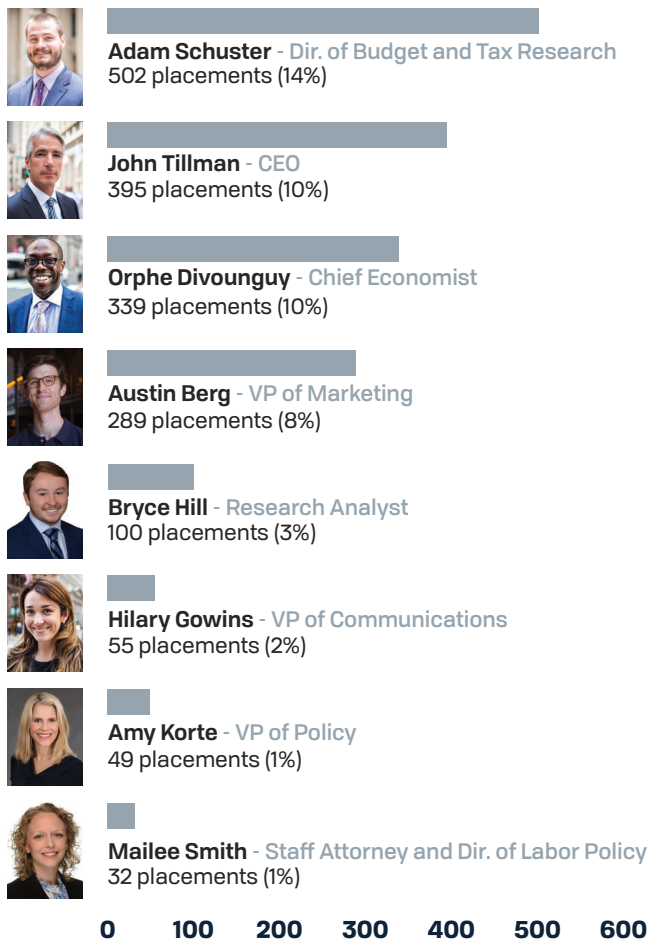 Adam Schuster - Dir. of Budget and Tax Research
502 placements (14%)
John Tillman - CEO
395 placements (10%)
Orphe Divounguy - Chief Economist
339 placements (10%)
Austin Berg - VP of Marketing
289 placements (8%)
Bryce Hill - Research Analyst
100 placements (3%)
Hilary Gowins - VP of Communications
55 placements (2%)
Amy Korte - VP of Policy
49 placements (1%)
Mailee Smith - Staff Attorney and Dir. of Labor Policy
32 placements (1%)
0 100 200 300 400 500 600